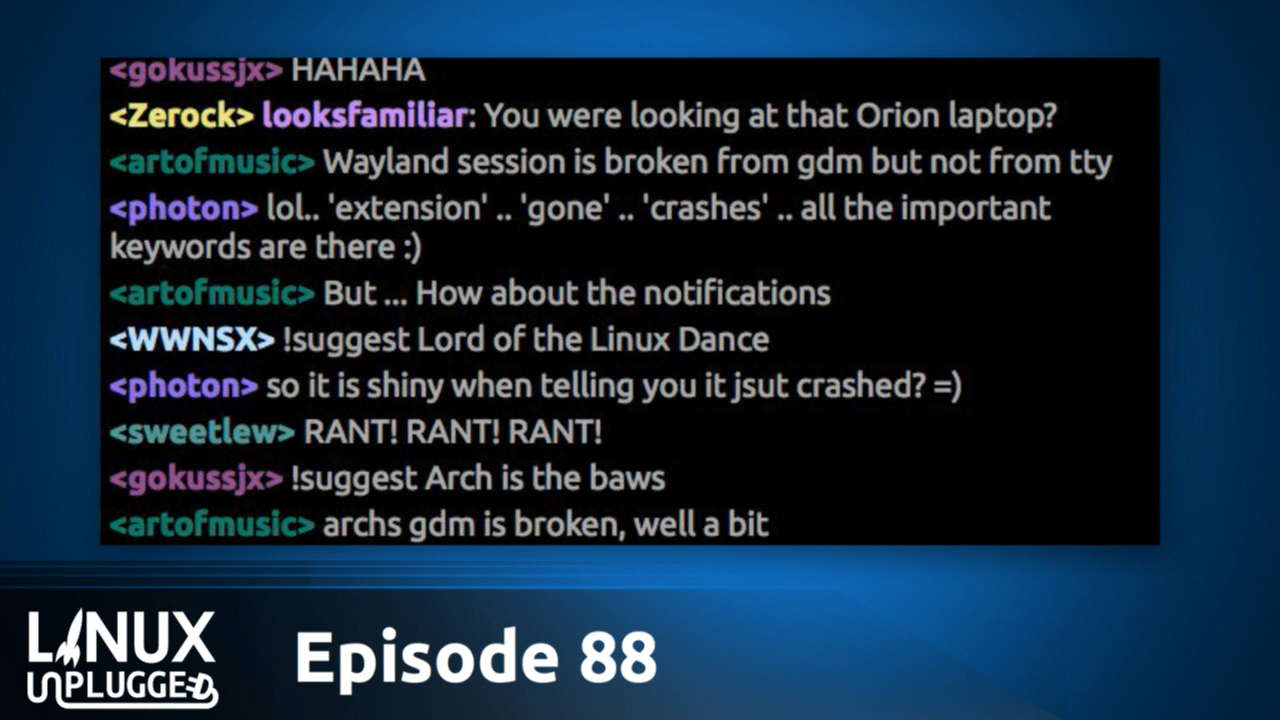 <gokussjx> HAHAHA
<Zerock> looksfamiliar: You were looking at that Orion laptop?
<artofmusic> Wayland session is broken from gdm but not from tty
<photon> lol.. 'extension' .. 'gone' .. 'crashes' .. all the important
keywords are there :)
<artofmusic> But ... How about the notifications
<WWNSX> !suggest Lord of the Linux Dance
<photon> so it is shiny when telling you it jsut crashed? =)
<sweetlew> RANT! RANT! RANT!
<gokussjx> !suggest Arch is the baws
<artofmusic> archs gdm is broken, well a bit
LINUX
UNPLUGGED
Episode 88